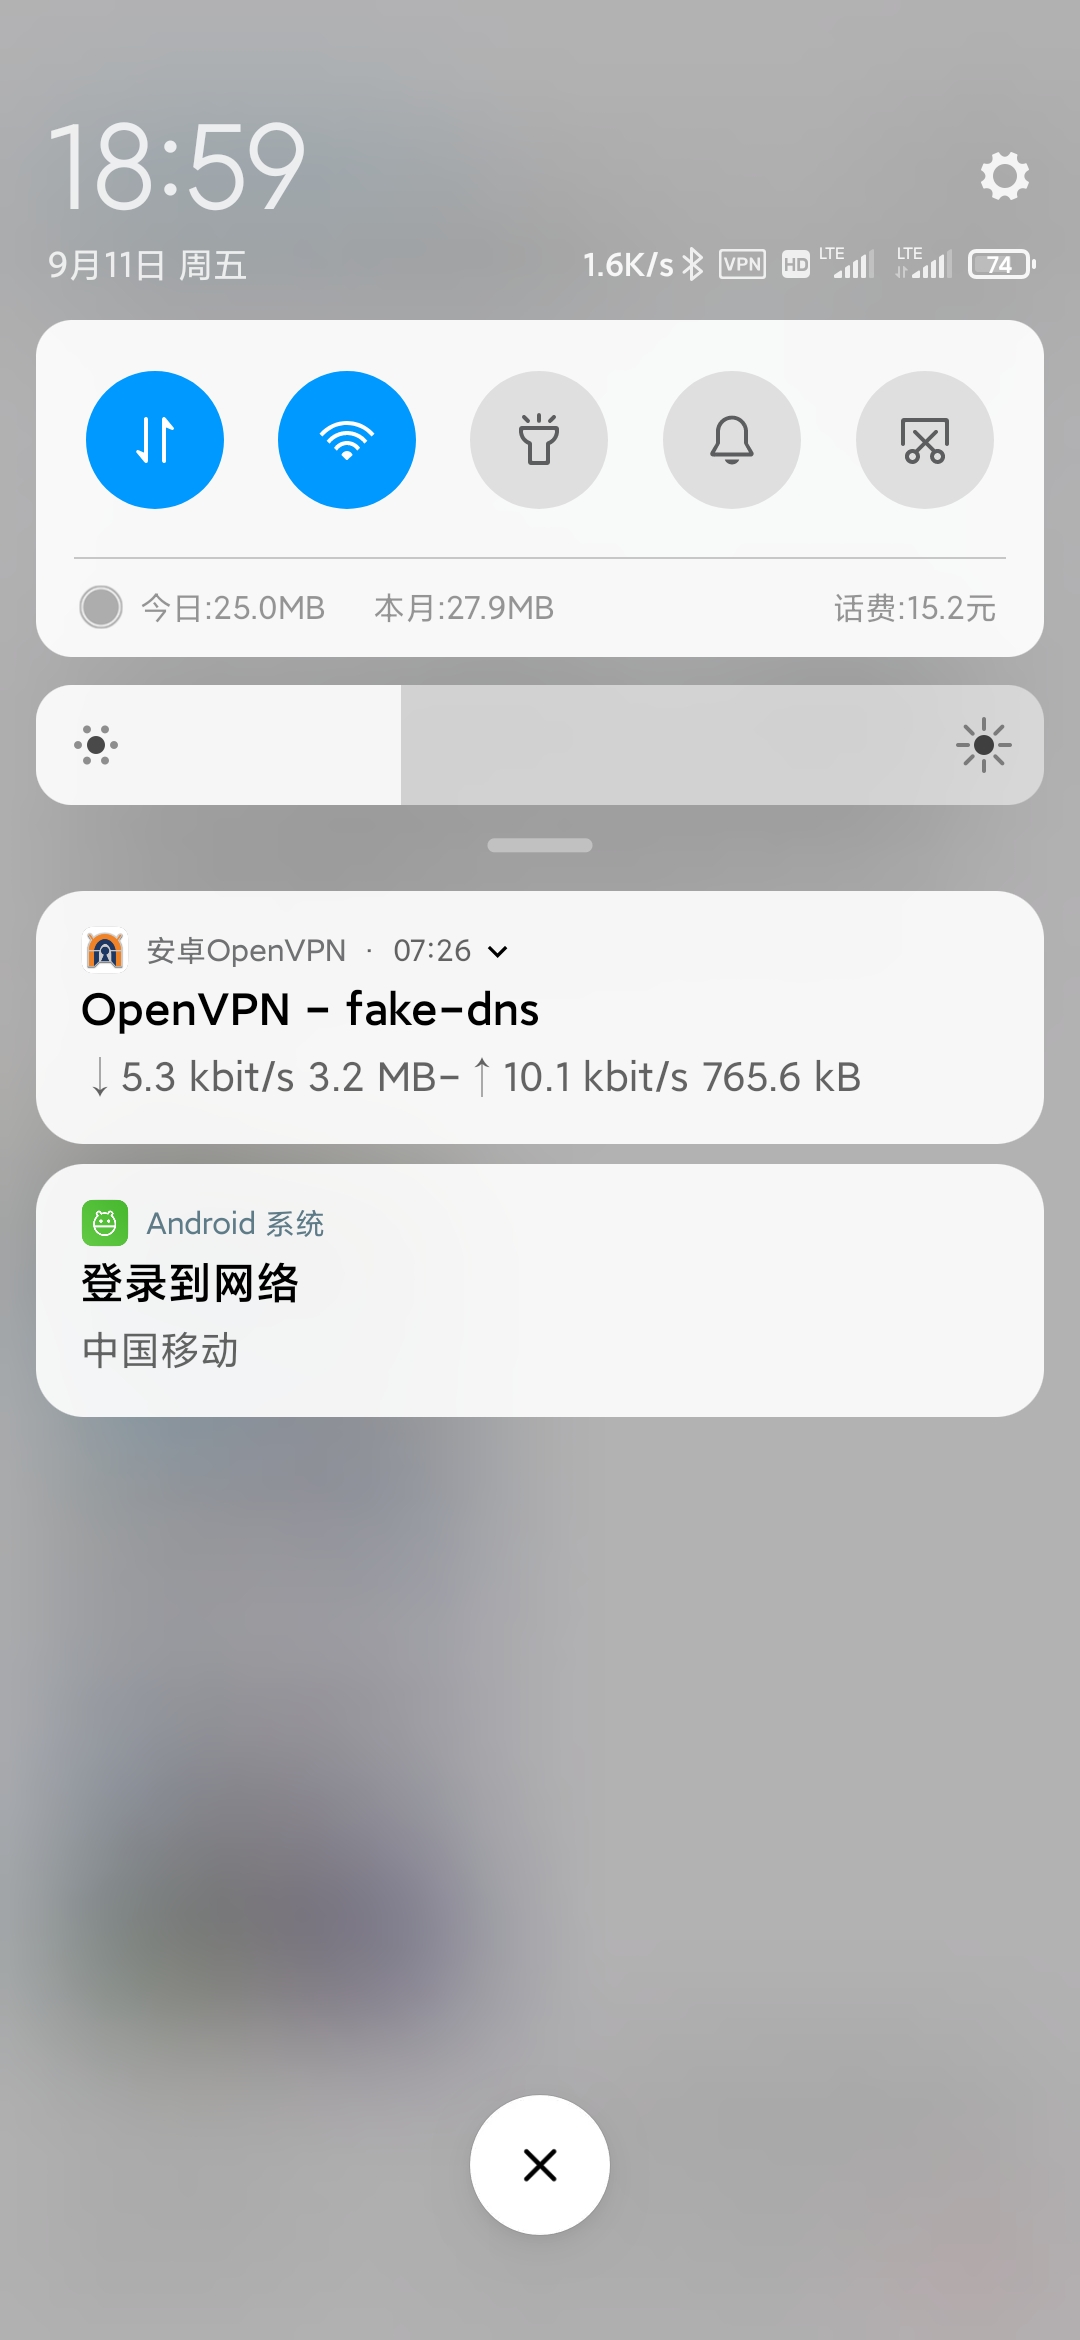 18:59
9月11日 周五
1.6K/s VPN HD LTE LTE 74
今日:25.0MB 本月:27.9MB 话费:15.2元
安卓OpenVPN · 07:26
OpenVPN - fake-dns
↓5.3 kbit/s 3.2 MB- ↑10.1 kbit/s 765.6 kB
Android 系统
登录到网络
中国移动